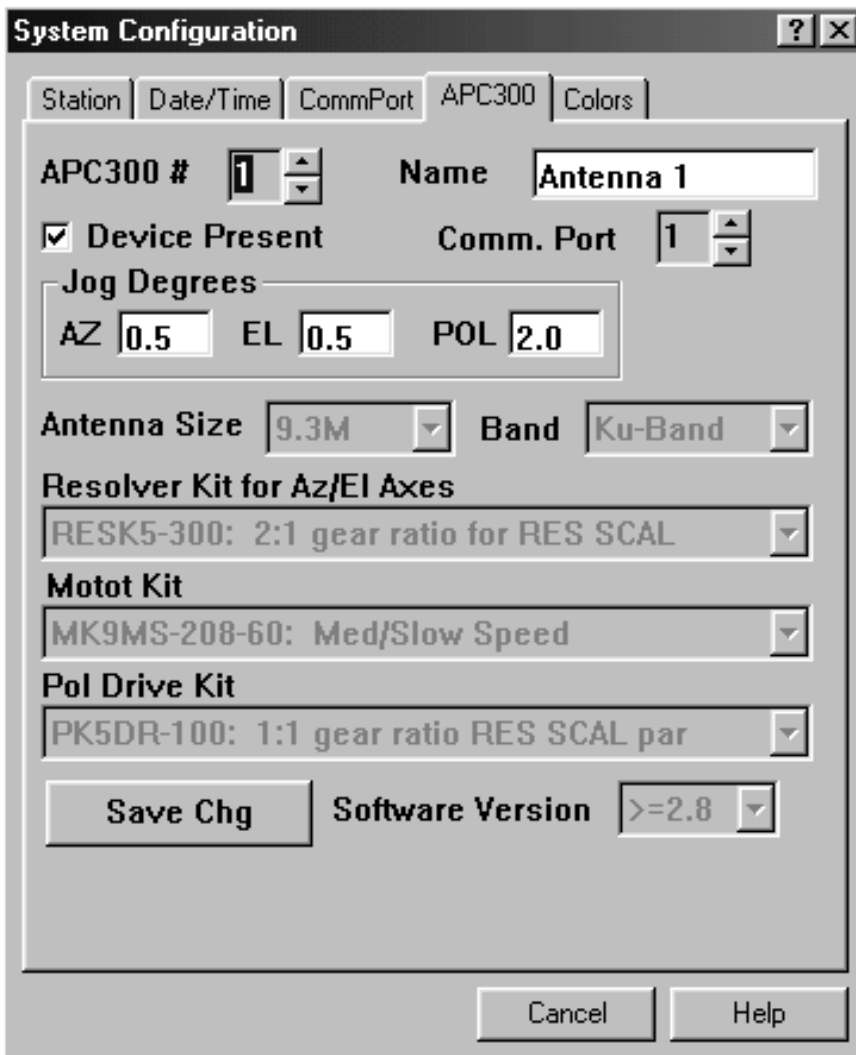 System Configuration
Station Date/Time CommPort APC300 Colors
APC300 # 1 Name Antenna 1
Device Present Comm. Port 1
Jog Degrees
AZ 0.5 EL 0.5 POL 2.0
Antenna Size 9.3M Band Ku-Band
Resolver Kit for Az/El Axes
RESK5-300: 2:1 gear ratio for RES SCAL
Motot Kit
MK9MS-208-60: Med/Slow Speed
Pol Drive Kit
PK5DR-100: 1:1 gear ratio RES SCAL par
Save Chg Software Version >=2.8
Cancel Help